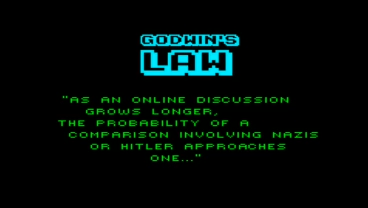 GODWIN'S
LAW
"AS AN ONLINE DISCUSSION
GROWS LONGER,
THE PROBABILITY OF A
COMPARISON INVOLVING NAZIS
OR HITLER APPROACHES
ONE..."